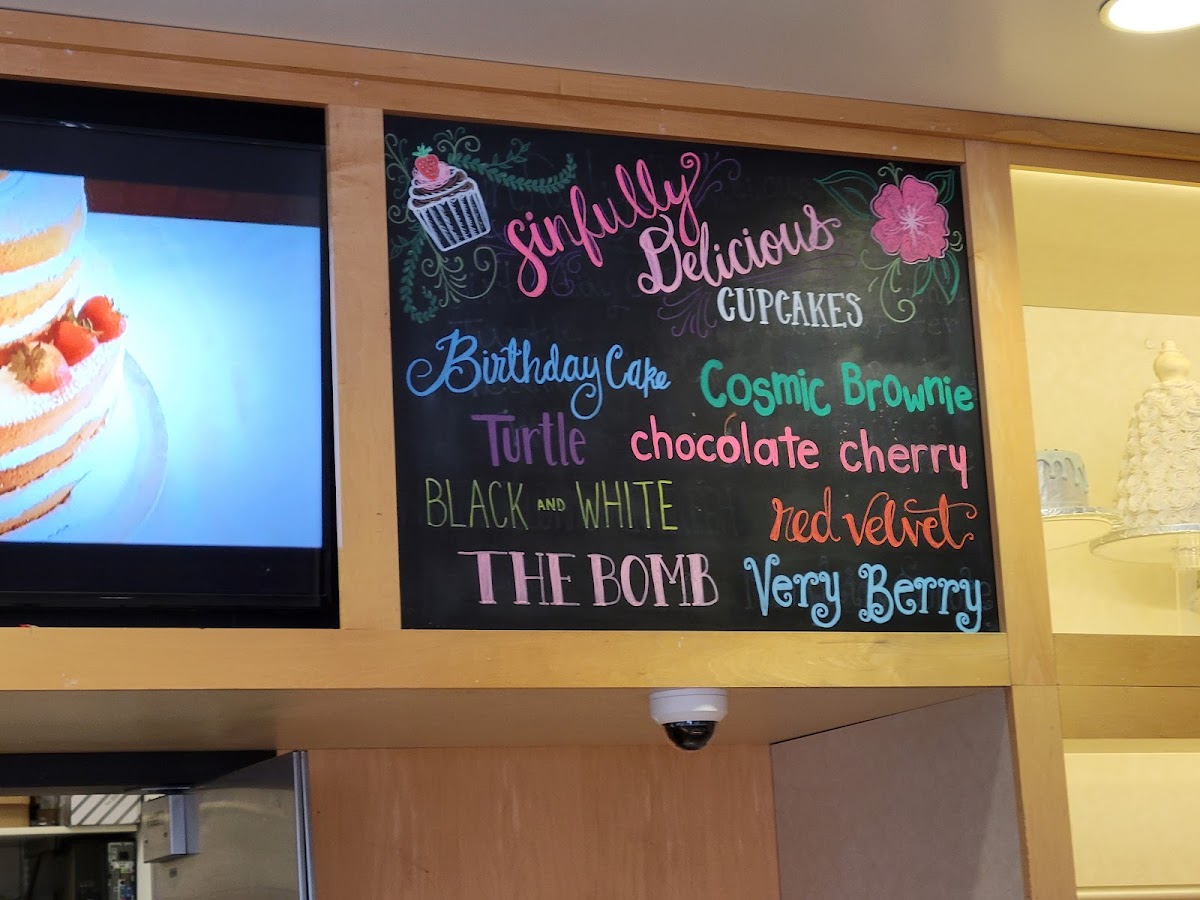 sinfully
Delicious
CUPCAKES
Birthday Cake
Cosmic Brownie
Turtle
chocolate cherry
BLACK AND WHITE
red velvet
THE BOMB
Very Berry